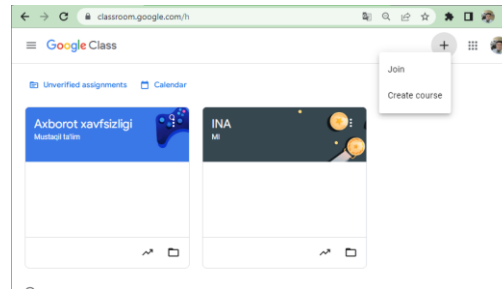 classroom.google.com/h
Google Class
Join
Create course
Unverified assignments
Calendar
Axborot xavfsizligi
Mustaqil ta'lim
INA
MI